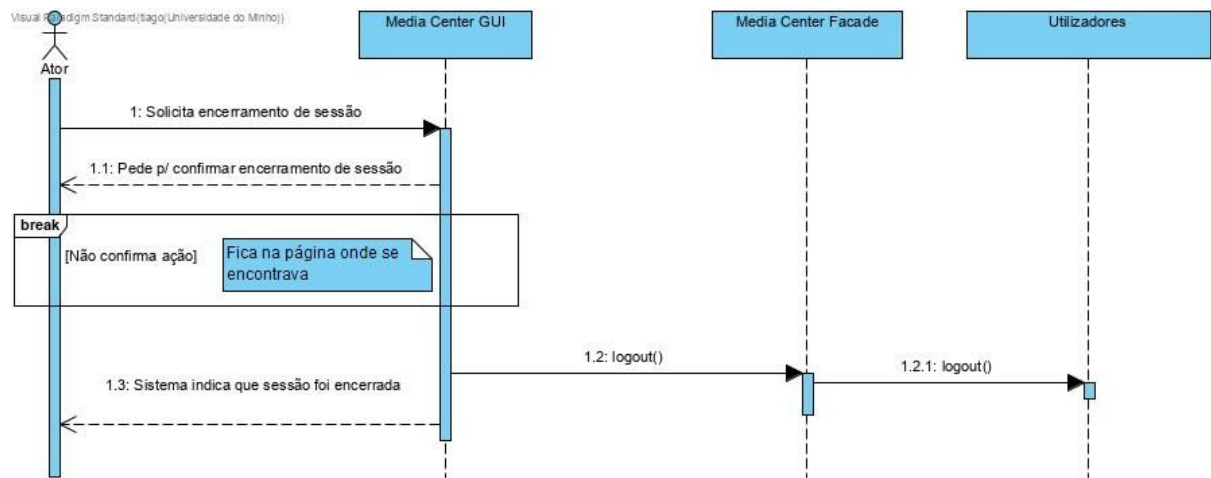 Visual Paradigm Standard(tiago(Universidade do Minho))
Media Center GUI
Media Center Facade
Utilizadores
Ator
1: Solicita encerramento de sessão
1.1: Pede p/ confirmar encerramento de sessão
break
[Não confirma ação]
Fica na página onde se
encontrava
1.2: logout()
1.2.1: logout()
1.3: Sistema indica que sessão foi encerrada